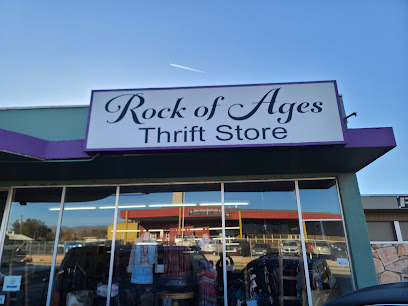 Rock of Ages
Thrift Store